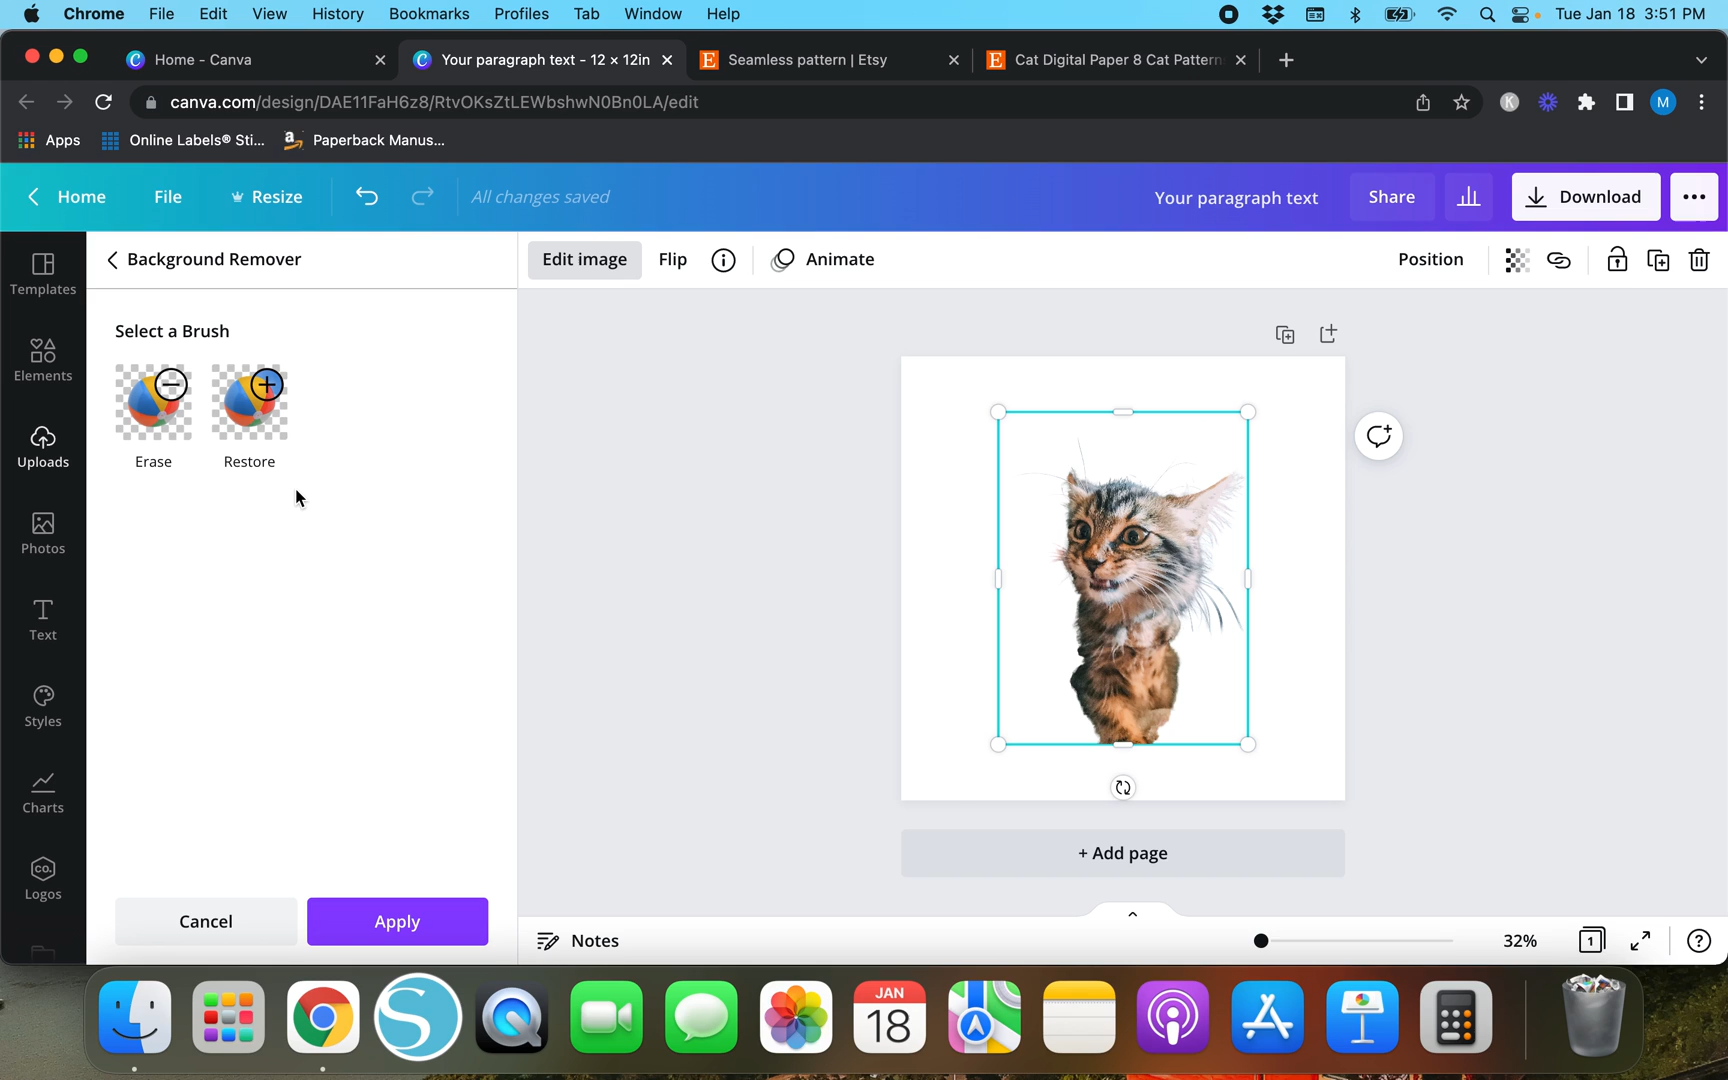 Chrome File Edit View History Bookmarks Profiles Tab Window Help Tue Jan 18 3:51 PM
Home - Canva Your paragraph text - 12 × 12in Seamless pattern | Etsy Cat Digital Paper 8 Cat Pattern
canva.com/design/DAE11FaH6z8/RtvOKsZtLEWbshwN0Bn0LA/edit K M
Apps Online Labels® Sti... Paperback Manus...
Home File Resize All changes saved Your paragraph text Share Download
Background Remover Edit image Flip Animate Position
Templates
Select a Brush
Elements
Erase Restore
Uploads
Photos
Text
Styles
Charts
+ Add page
CO.
Logos
Cancel Apply
Notes 32% 1 ?
JAN
18